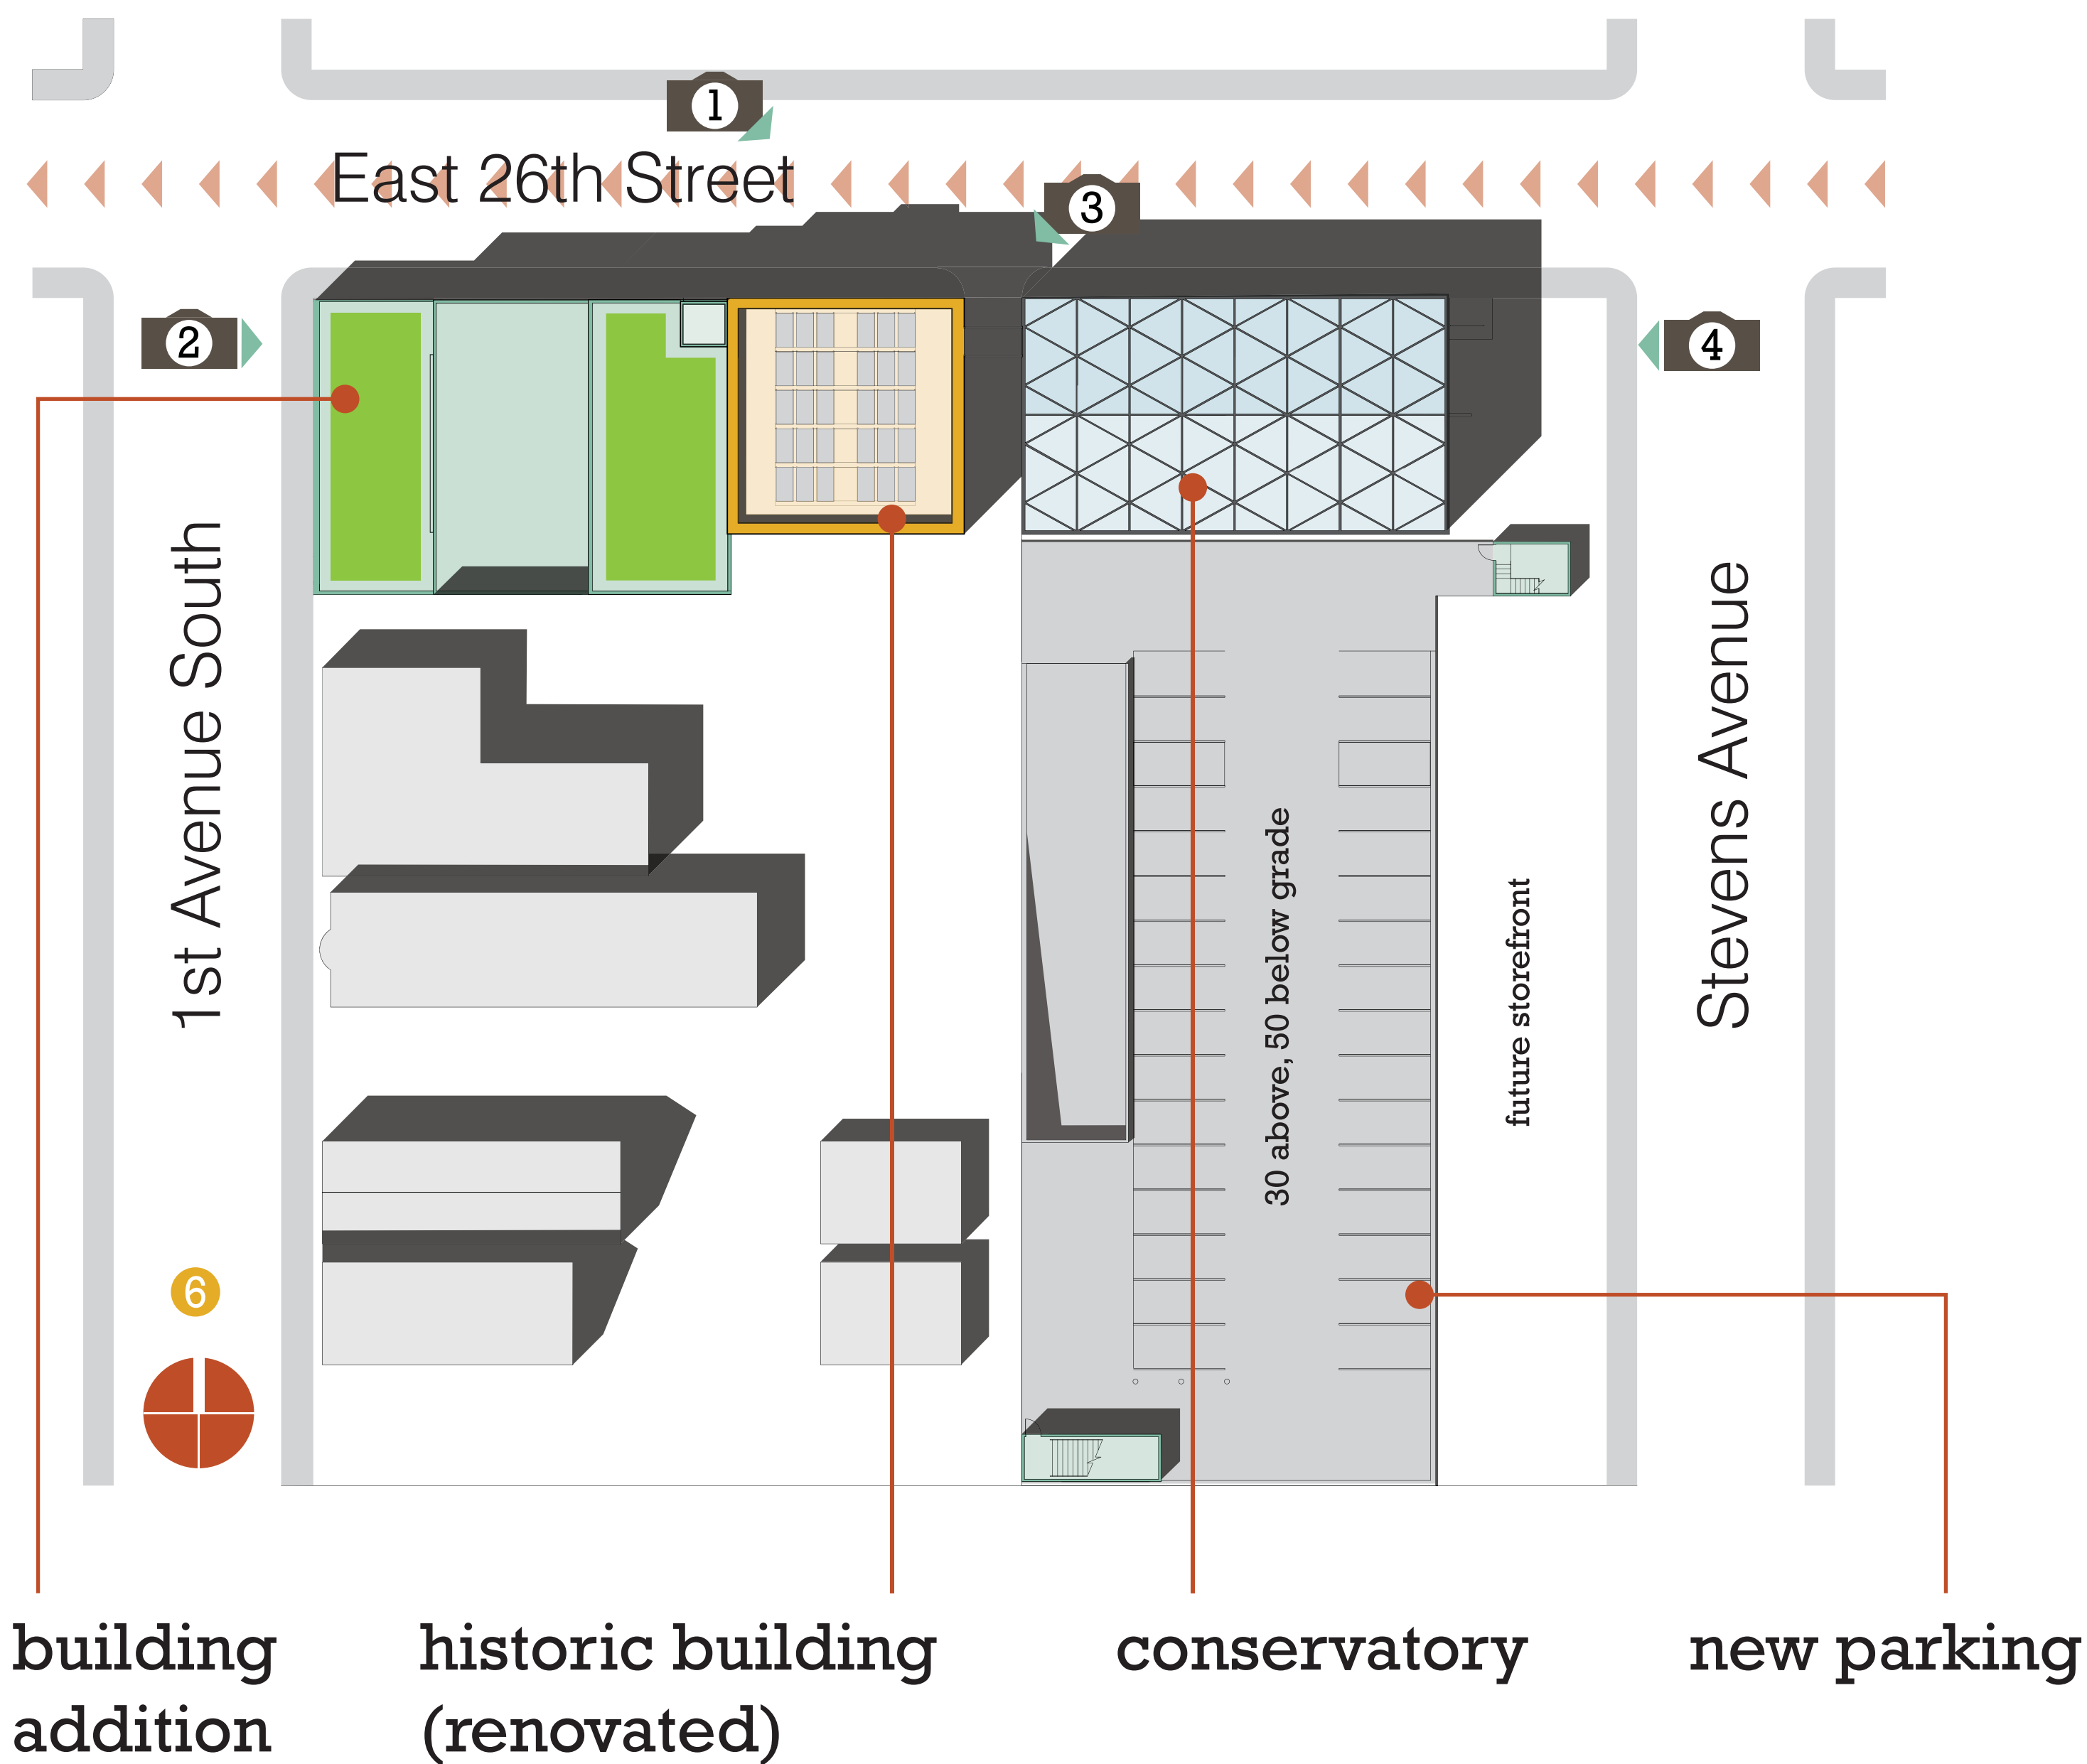 1
East 26th Street
3
2
4
1st Avenue South
Stevens Avenue
30 above, 50 below grade
future storefront
6
building
addition
historic building
(renovated)
conservatory
new parking